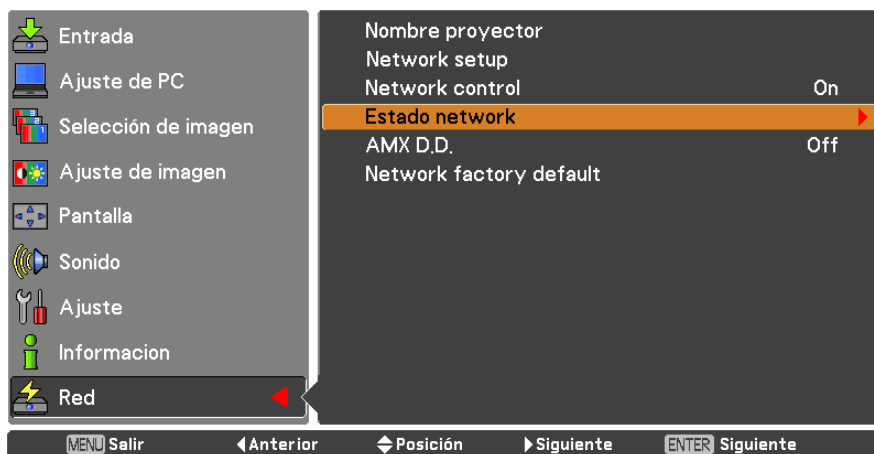 Entrada
Ajuste de PC
Selección de imagen
Ajuste de imagen
Pantalla
Sonido
Ajuste
Informacion
Red
Nombre proyector
Network setup
Network control On
Estado network
AMX D.D. Off
Network factory default
MENU Salir Anterior Posición Siguiente ENTER Siguiente